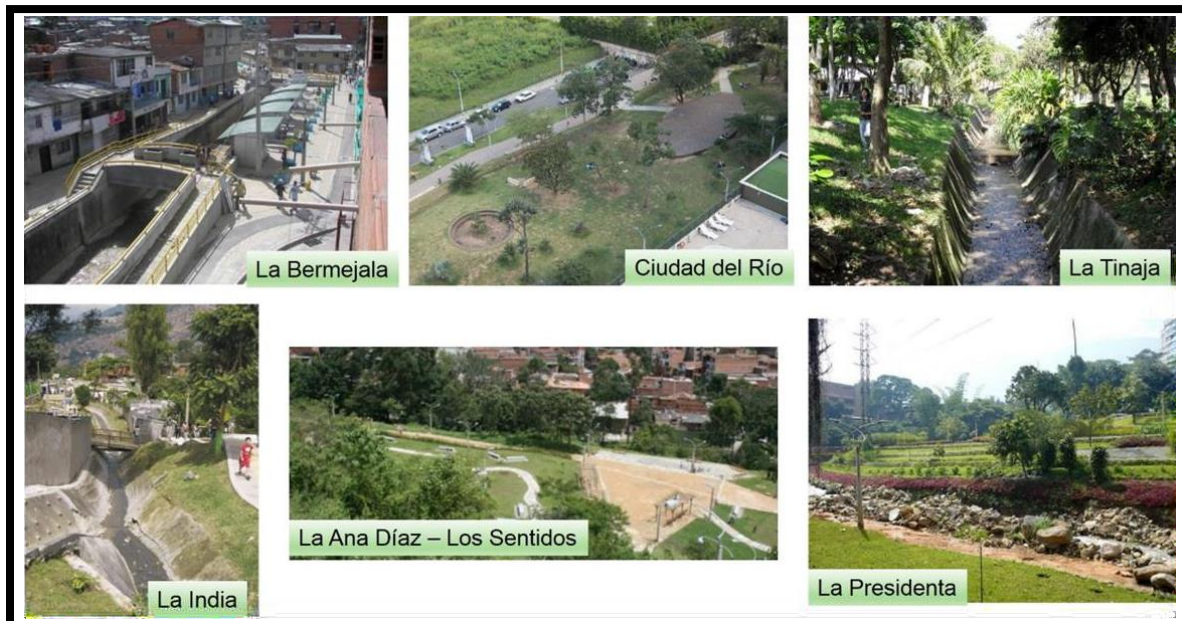 La Bermejala
Ciudad del Río
La Tinaja
La India
La Ana Díaz – Los Sentidos
La Presidenta